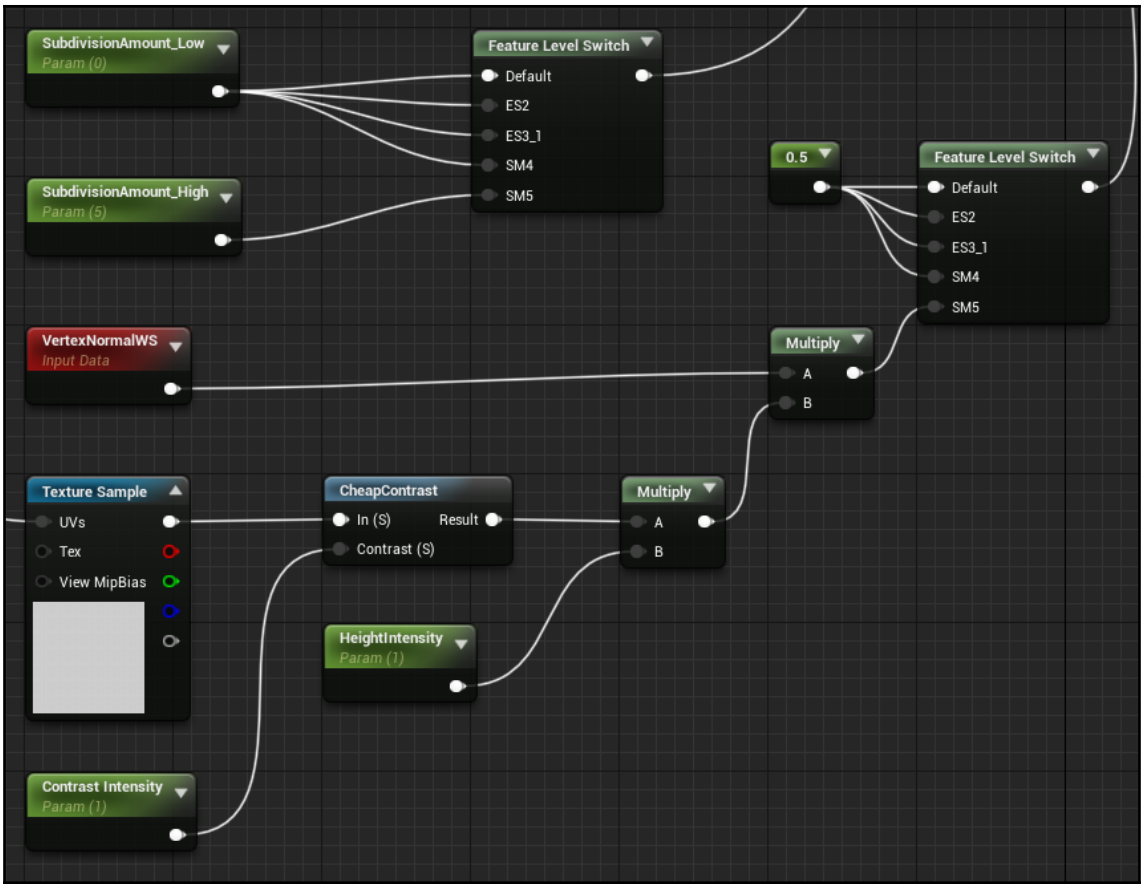 SubdivisionAmount_Low
Param (0)
Feature Level Switch
Default
ES2
ES3_1
SM4
SM5
SubdivisionAmount_High
Param (5)
0.5
Feature Level Switch
Default
ES2
ES3_1
SM4
SM5
VertexNormalWS
Input Data
Multiply
A
B
Texture Sample
UVs
Tex
View MipBias
CheapContrast
In (S) Result
Contrast (S)
Multiply
A
B
HeightIntensity
Param (1)
Contrast Intensity
Param (1)